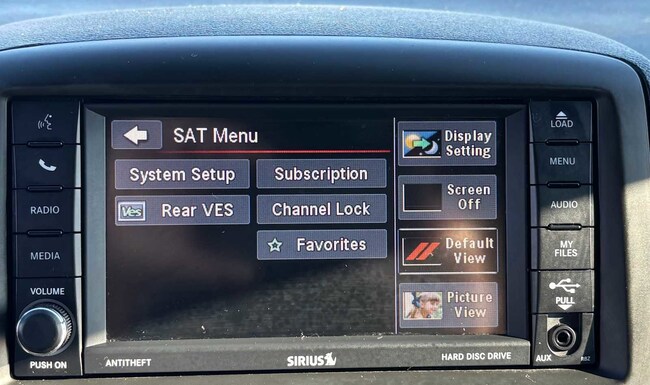 SAT Menu
System Setup
Subscription
Ves Rear VES
Channel Lock
Favorites
Display
Setting
Screen
Off
Default
View
Picture
View
RADIO
MEDIA
VOLUME
PUSH ON
LOAD
MENU
AUDIO
MY
FILES
PULL
AUX
RBZ
ANTITHEFT
SIRIUS
HARD DISC DRIVE